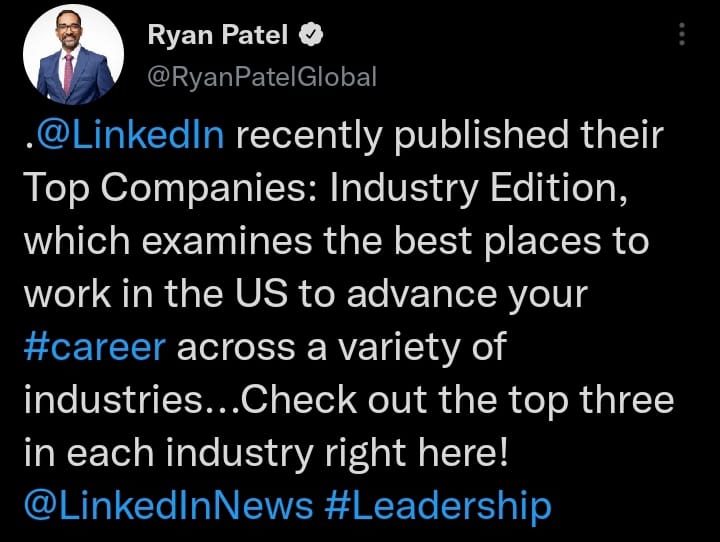 Ryan Patel
@RyanPatelGlobal
.@LinkedIn recently published their
Top Companies: Industry Edition,
which examines the best places to
work in the US to advance your
#career across a variety of
industries...Check out the top three
in each industry right here!
@LinkedInNews #Leadership